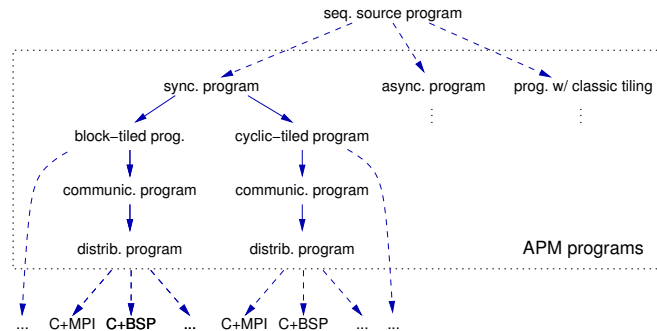 seq. source program
sync. program async. program prog. w/ classic tiling
⋮ ⋮
block−tiled prog. cyclic−tiled program
communic. program communic. program
distrib. program distrib. program APM programs
... C+MPI C+BSP ... C+MPI C+BSP ... ...